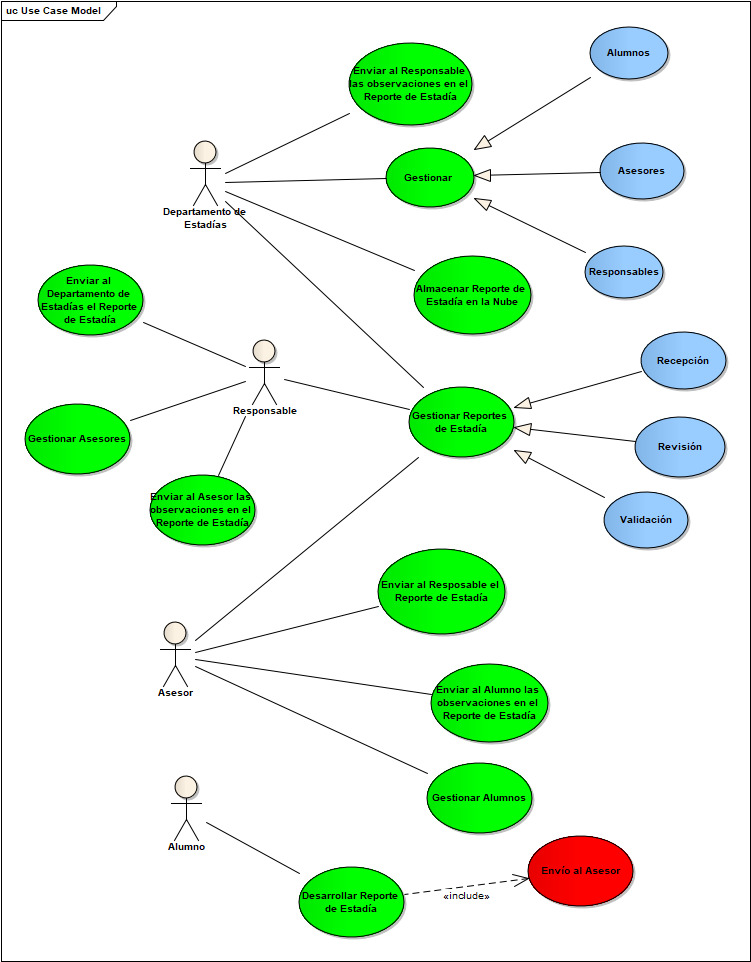 uc Use Case Model
Enviar al Responsable
las observaciones en el
Reporte de Estadía
Alumnos
Gestionar
Asesores
Departamento de
Estadías
Responsables
Enviar al
Departamento de
Estadías el Reporte
de Estadía
Almacenar Reporte de
Estadía en la Nube
Responsable
Recepción
Gestionar Reportes
de Estadía
Gestionar Asesores
Revisión
Enviar al Asesor las
observaciones en el
Reporte de Estadía
Validación
Enviar al Resposable el
Reporte de Estadía
Asesor
Enviar al Alumno las
observaciones en el
Reporte de Estadía
Gestionar Alumnos
Alumno
Desarrollar Reporte
de Estadía
«include»
Envío al Asesor